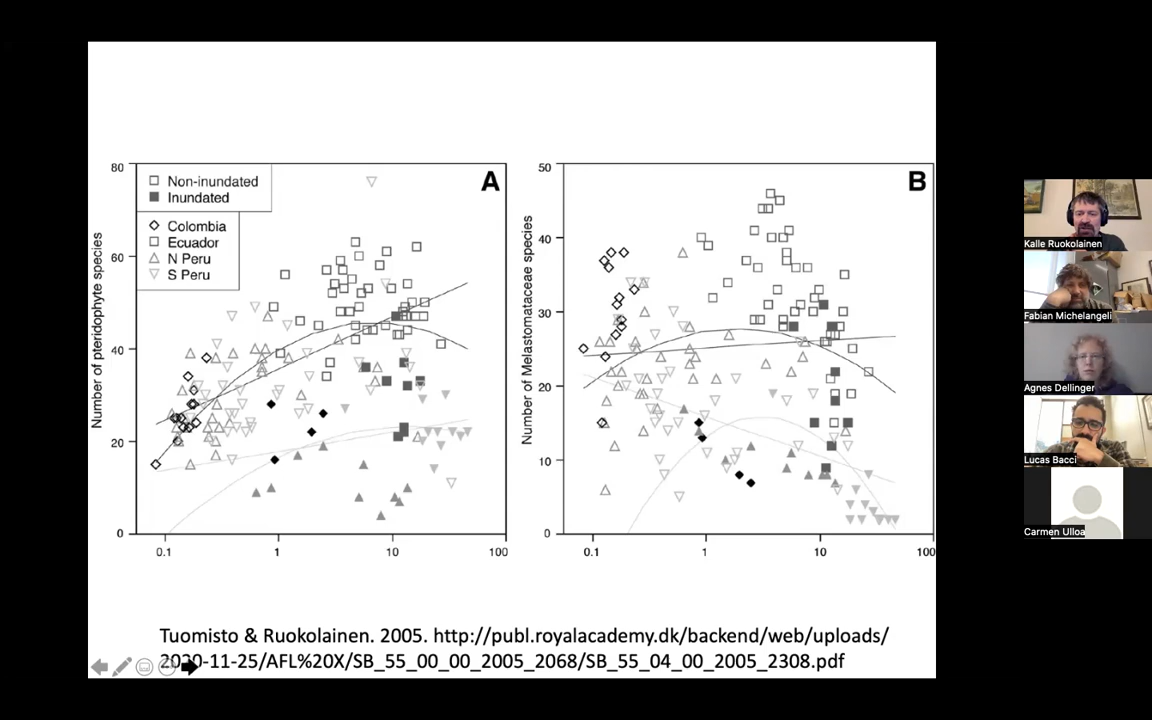 80
60
40
20
0
Number of pteridophyte species
Non-inundated
Inundated
Colombia
Ecuador
N Peru
S Peru
A
0.1
1
10
100
50
40
30
20
10
0
Number of Melastomataceae species
B
0.1
1
10
100
Tuomisto & Ruokolainen. 2005. http://publ.royalacademy.dk/backend/web/uploads/
2020-11-25/AFL%20X/SB_55_00_00_2005_2068/SB_55_04_00_2005_2308.pdf
Kalle Ruokolainen
Fabian Michelangeli
Agnes Dellinger
Lucas Bacci
Carmen Ulloa